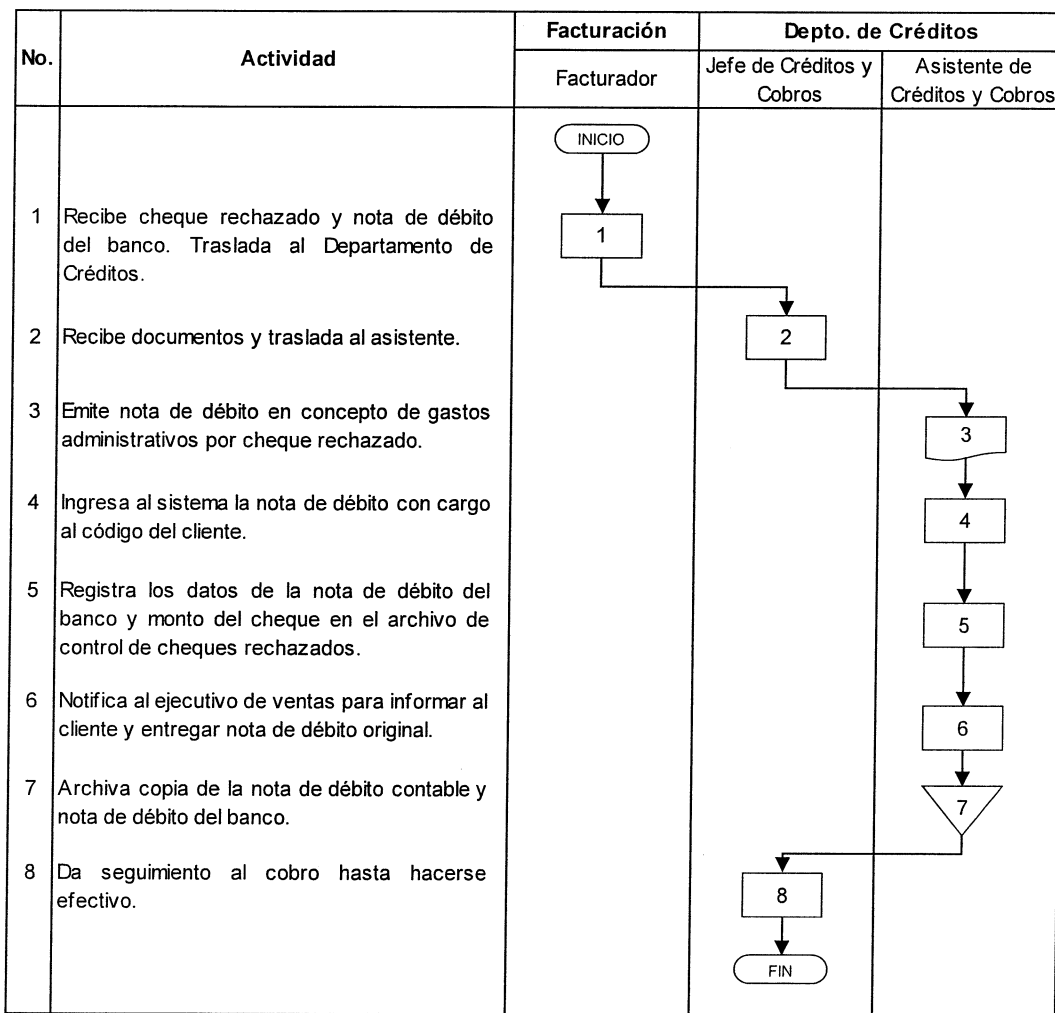 No.
Actividad
Facturación
Depto. de Créditos
Facturador
Jefe de Créditos y
Cobros
Asistente de
Créditos y Cobros
INICIO
1
Recibe cheque rechazado y nota de débito
del banco. Traslada al Departamento de
Créditos.
1
2
Recibe documentos y traslada al asistente.
2
3
Emite nota de débito en concepto de gastos
administrativos por cheque rechazado.
3
4
Ingresa al sistema la nota de débito con cargo
al código del cliente.
4
5
Registra los datos de la nota de débito del
banco y monto del cheque en el archivo de
control de cheques rechazados.
5
6
Notifica al ejecutivo de ventas para informar al
cliente y entregar nota de débito original.
6
7
Archiva copia de la nota de débito contable y
nota de débito del banco.
7
8
Da seguimiento al cobro hasta hacerse
efectivo.
8
FIN